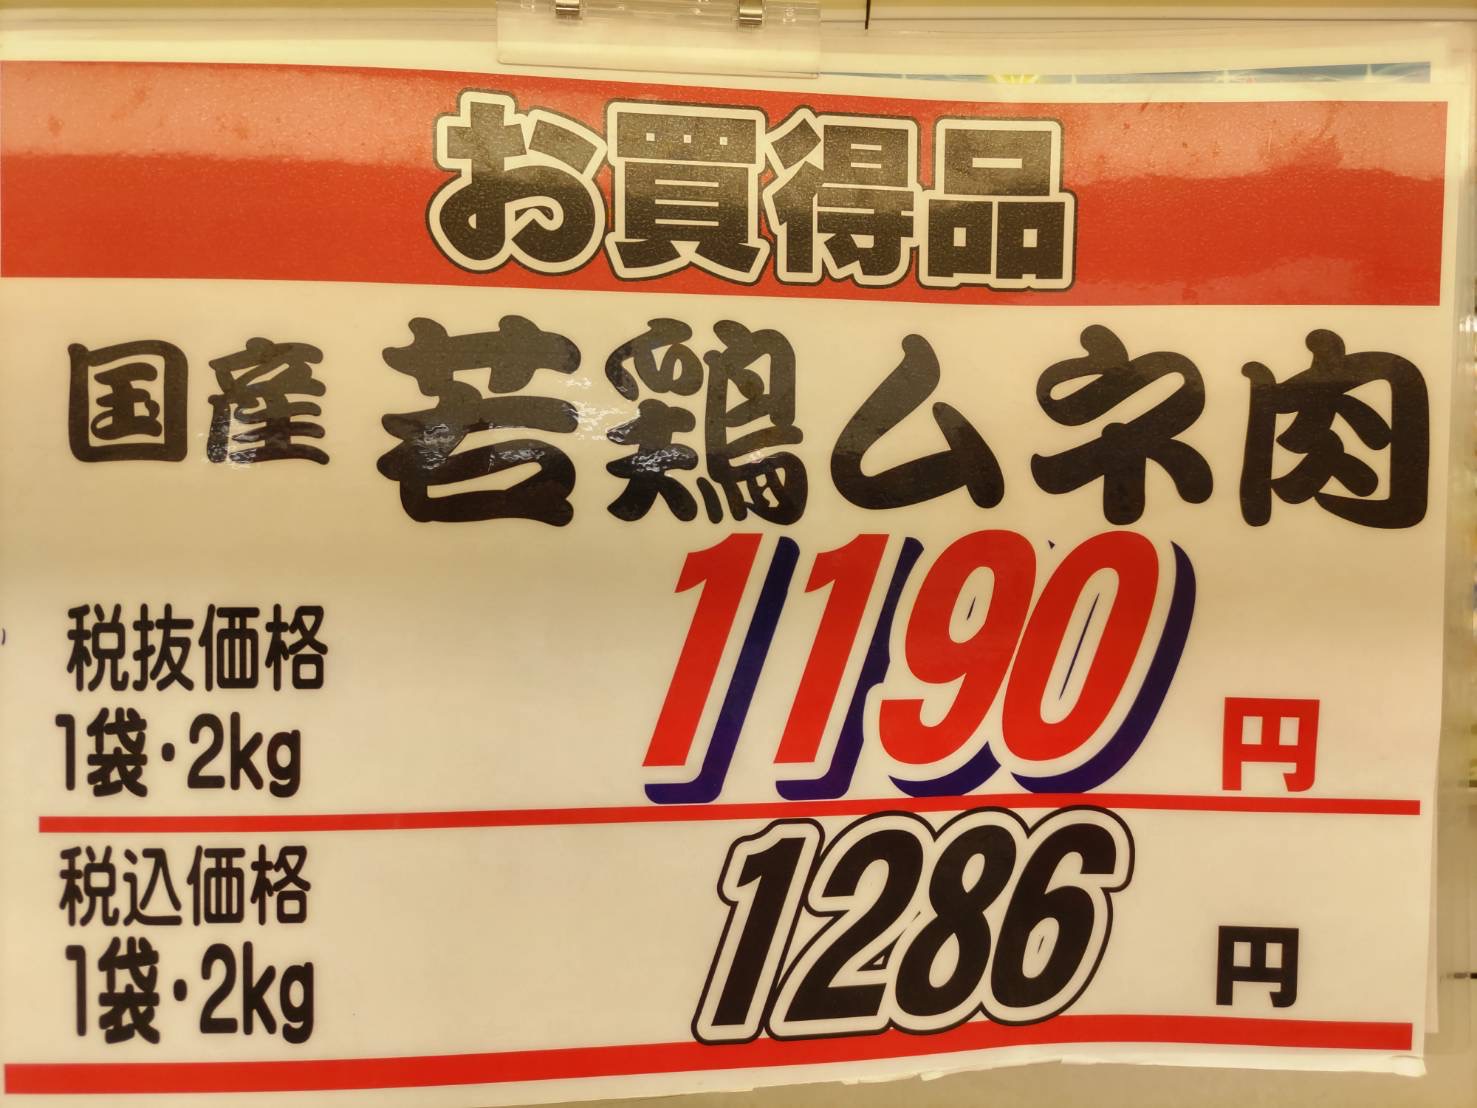 お買得品
国産 若鶏ムネ肉
税抜価格
1袋・2kg
1190 円
税込価格
1袋・2kg
1286 円